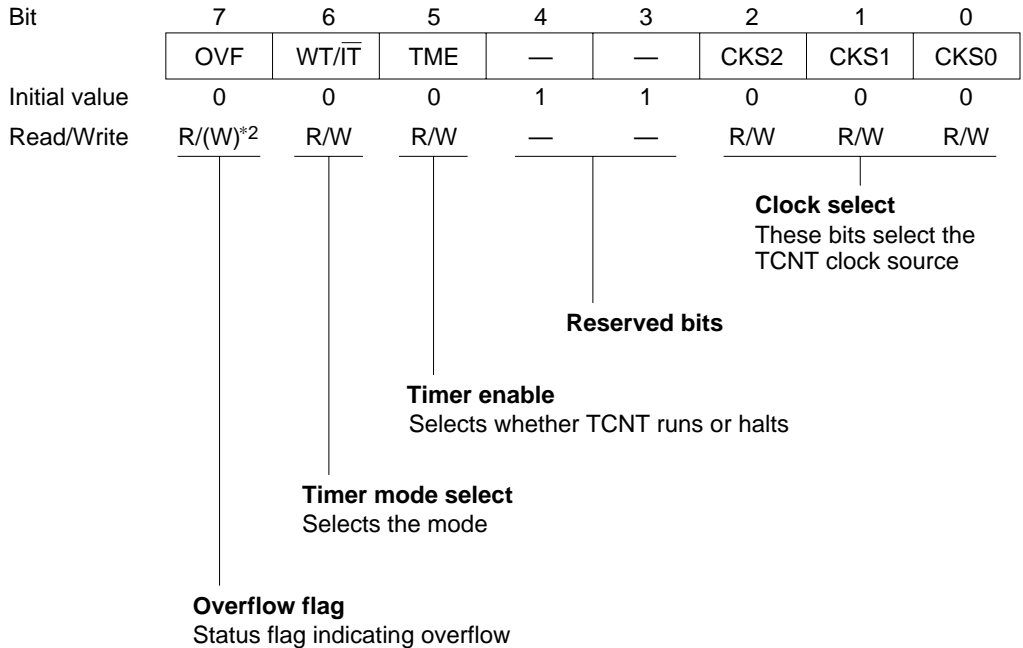 Bit 7 6 5 4 3 2 1 0
OVF WT/I̅T̅ TME — — CKS2 CKS1 CKS0
Initial value 0 0 0 1 1 0 0 0
Read/Write R/(W)*2 R/W R/W — — R/W R/W R/W
Clock select
These bits select the
TCNT clock source
Reserved bits
Timer enable
Selects whether TCNT runs or halts
Timer mode select
Selects the mode
Overflow flag
Status flag indicating overflow